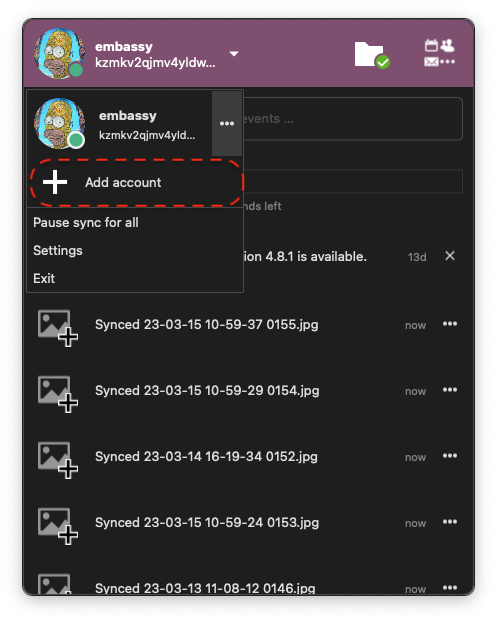 embassy
kzmkv2qjmv4yldw...
embassy
kzmkv2qjmv4yld...
events ...
Add account
nds left
Pause sync for all
Settings
ion 4.8.1 is available.
13d
Exit
Synced 23-03-15 10-59-37 0155.jpg
now
Synced 23-03-15 10-59-29 0154.jpg
now
Synced 23-03-14 16-19-34 0152.jpg
now
Synced 23-03-15 10-59-24 0153.jpg
now
Synced 23-03-13 11-08-12 0146.jpg
now